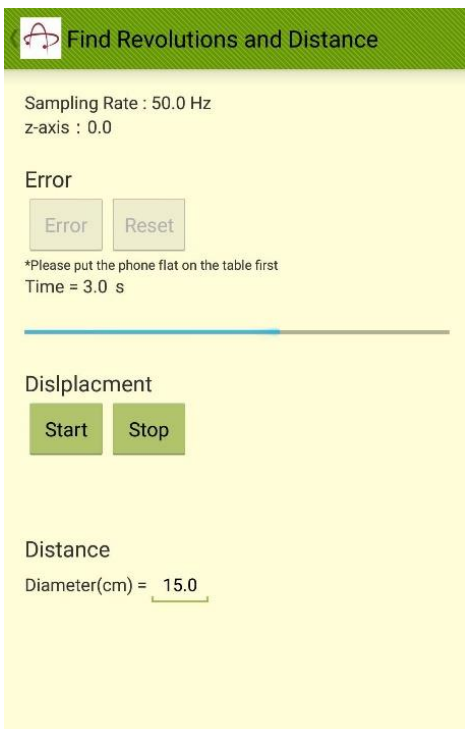 Find Revolutions and Distance
Sampling Rate : 50.0 Hz
z-axis : 0.0
Error
Error Reset
*Please put the phone flat on the table first
Time = 3.0 s
Dislplacment
Start Stop
Distance
Diameter(cm) = 15.0